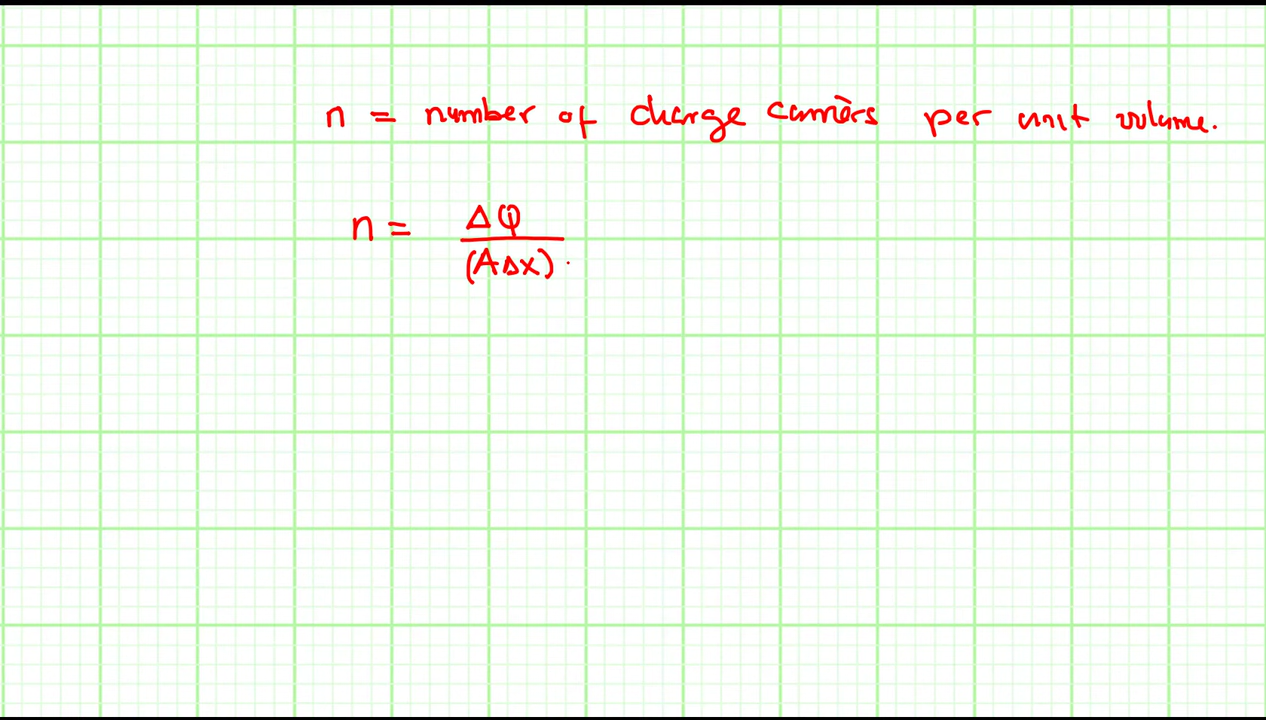 n = number of charge carriers per unit volume.
n = ΔQ / (AΔx) .